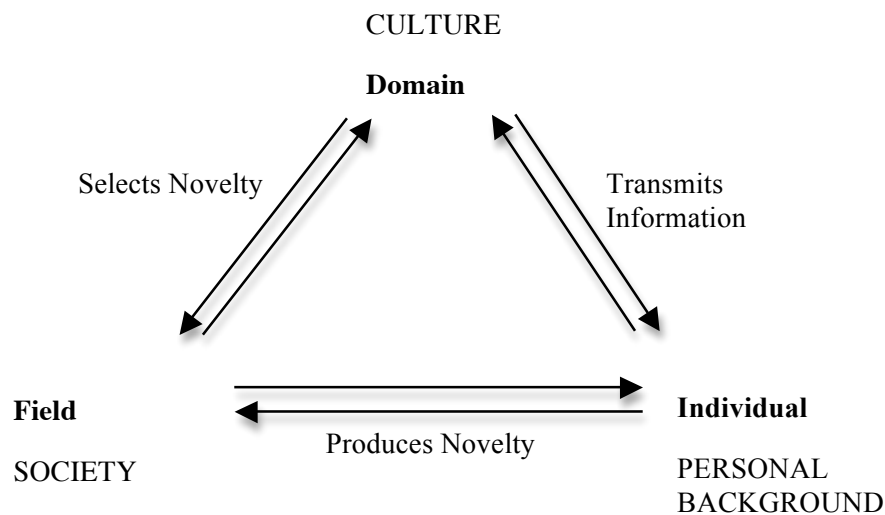 CULTURE
Domain
Selects Novelty
Transmits
Information
Field
Individual
Produces Novelty
SOCIETY
PERSONAL
BACKGROUND